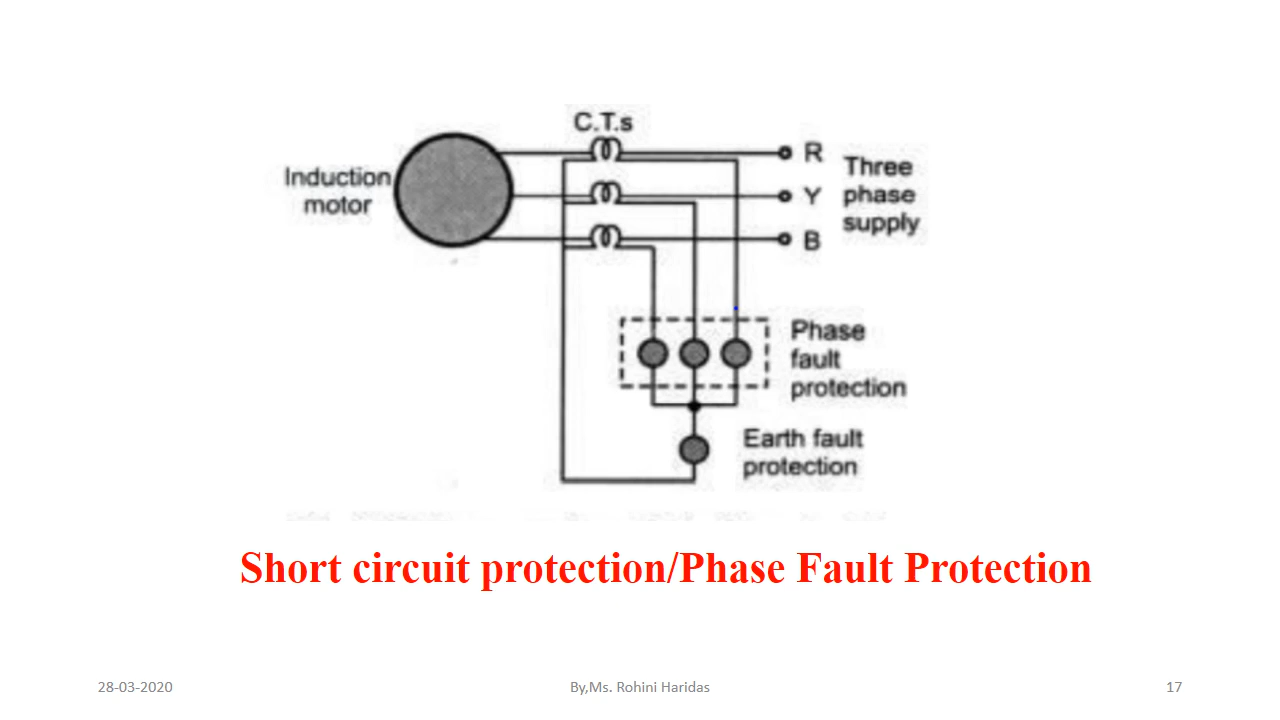 C.T.s
Induction
motor
R
Y
B
Three
phase
supply
Phase
fault
protection
Earth fault
protection
Short circuit protection/Phase Fault Protection
28-03-2020
By,Ms. Rohini Haridas
17